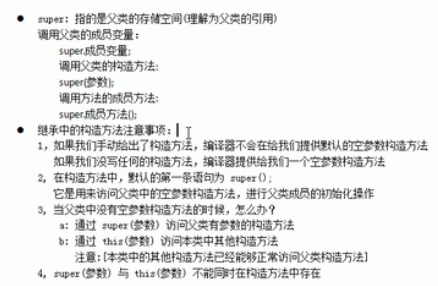 ● super: 指的是父类的存储空间(理解为父类的引用)
调用父类的成员变量:
super.成员变量;
调用父类的构造方法:
super(参数);
调用方法的成员方法:
super.成员方法();
● 继承中的构造方法注意事项:
1, 如果我们手动给出了构造方法, 编译器不会在给我们提供默认的空参数构造方法
如果我们没写任何的构造方法, 编译器提供给我们一个空参数构造方法
2, 在构造方法中, 默认的第一条语句为 super();
它是用来访问父类中的空参数构造方法, 进行父类成员的初始化操作
3, 当父类中没有空参数构造方法的时候, 怎么办?
a: 通过 super(参数) 访问父类有参数的构造方法
b: 通过 this(参数) 访问本类中其他构造方法
注意:[本类中的其他构造方法已经能够正常访问父类构造方法]
4, super(参数) 与 this(参数) 不能同时在构造方法中存在